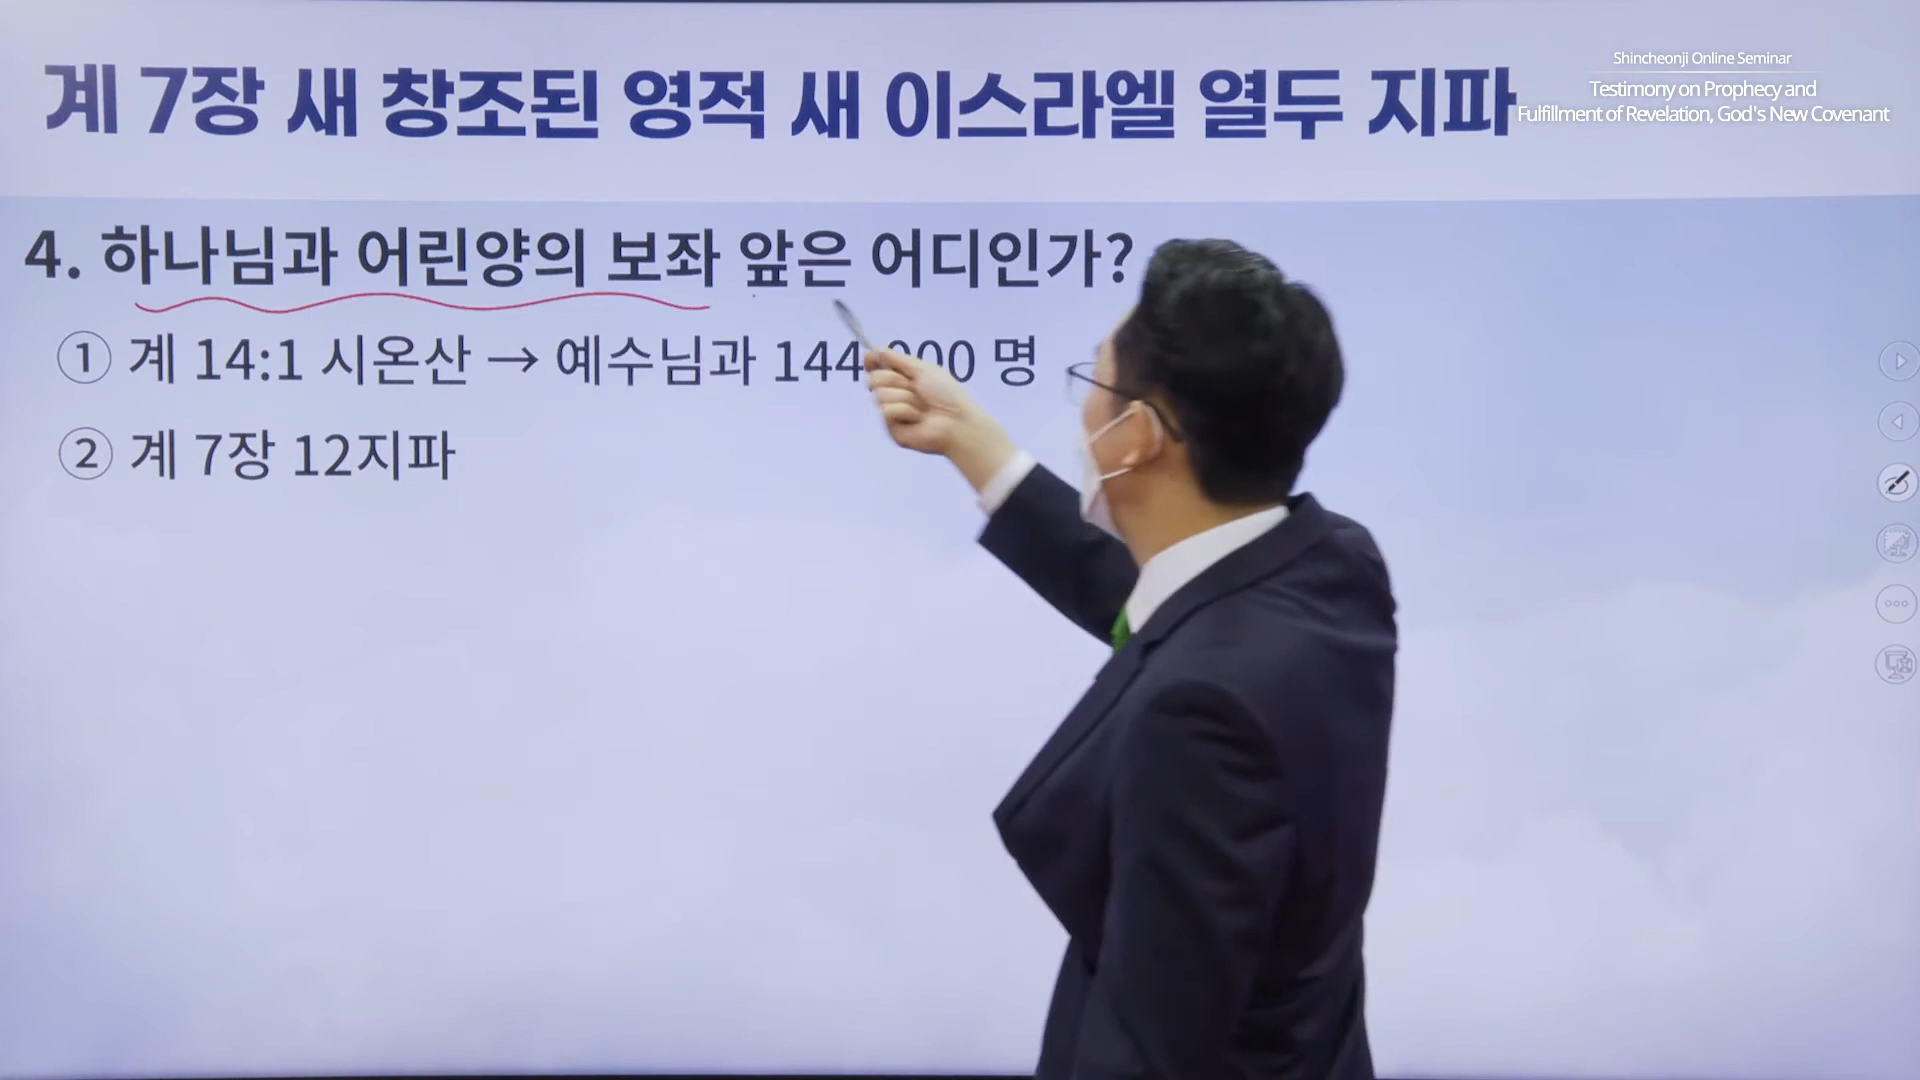 계 7장 새 창조된 영적 새 이스라엘 열두 지파
Shincheonji Online Seminar
Testimony on Prophecy and
Fulfillment of Revelation, God's New Covenant
4. 하나님과 어린양의 보좌 앞은 어디인가?
① 계 14:1 시온산 → 예수님과 144,000 명
② 계 7장 12지파